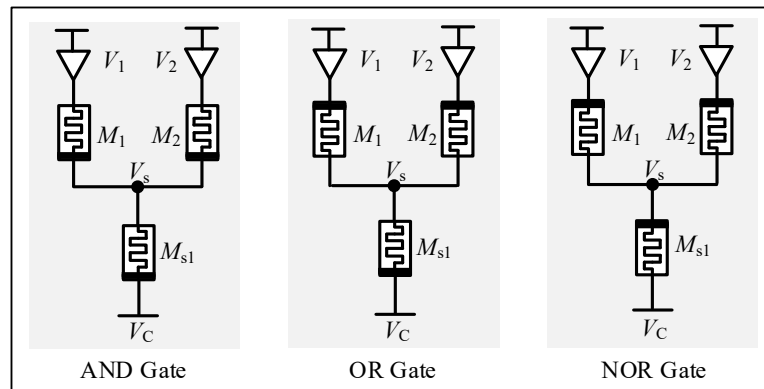 V1 V2
M1 M2
Vs
Ms1
VC
AND Gate
V1 V2
M1 M2
Vs
Ms1
VC
OR Gate
V1 V2
M1 M2
Vs
Ms1
VC
NOR Gate